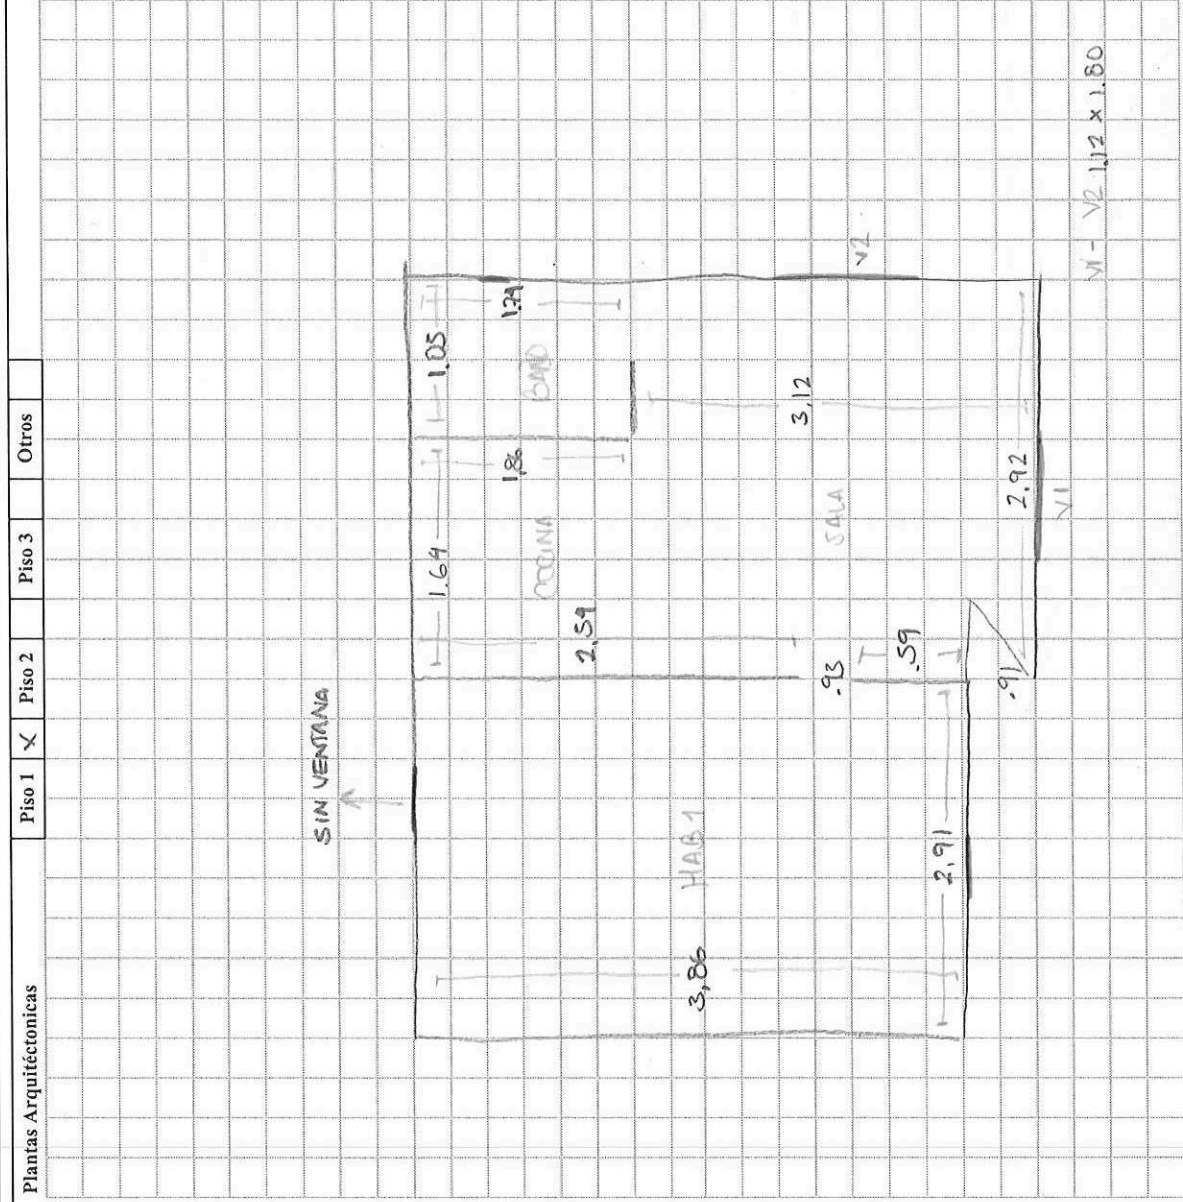 Plantas Arquitéctonicas
Piso 1 X Piso 2 Piso 3 Otros
SIN VENTANA
1.64
1.05
1.86
1.79
COCINA
BAÑO
2.59
3,86
HAB 1
.93
.59
SALA
3.12
V2
2.91
.91
2.92
V1
V1 - V2 1.12 x 1.80